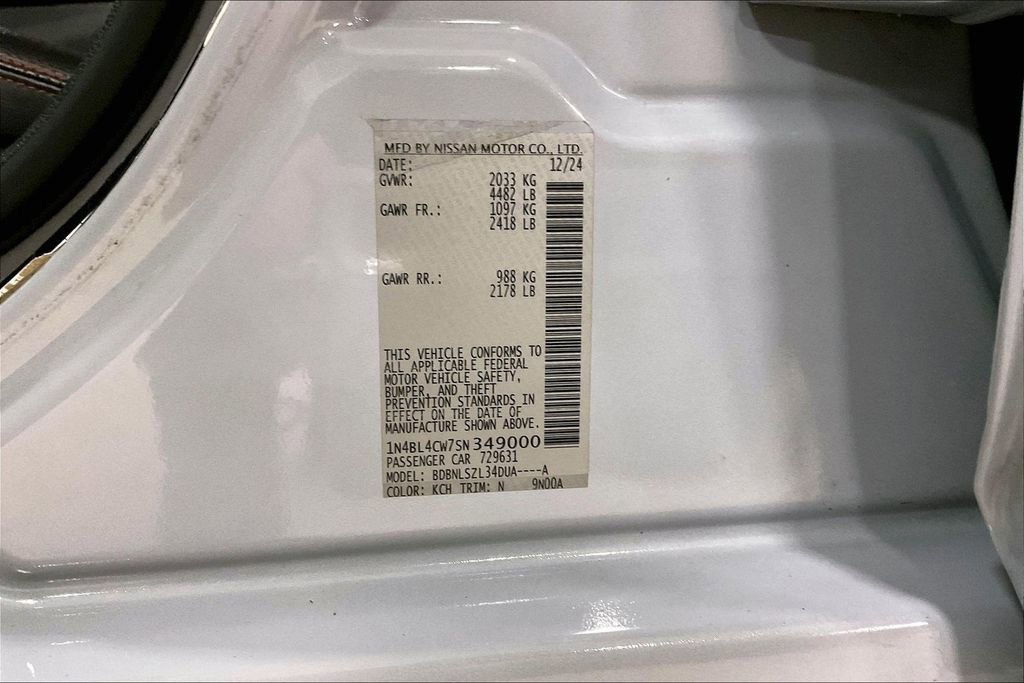 MFD BY NISSAN MOTOR CO., LTD.
DATE: 12/24
GVWR: 2033 KG
4482 LB
GAWR FR.: 1097 KG
2418 LB
GAWR RR.: 988 KG
2178 LB
THIS VEHICLE CONFORMS TO
ALL APPLICABLE FEDERAL
MOTOR VEHICLE SAFETY,
BUMPER, AND THEFT
PREVENTION STANDARDS IN
EFFECT ON THE DATE OF
MANUFACTURE SHOWN ABOVE.
1N4BL4CW7SN349000
PASSENGER CAR 729631
MODEL: BDBNLSZL34DUA----A
COLOR: KCH TRIM: N 9N00A